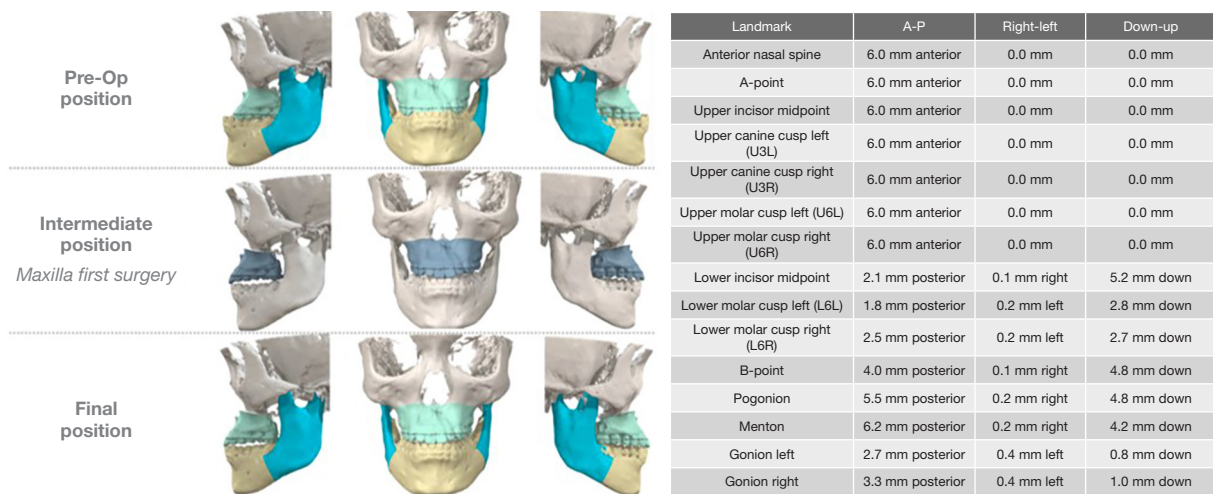 Pre-Op
position
Intermediate
position
Maxilla first surgery
Final
position
Landmark A-P Right-left Down-up
Anterior nasal spine 6.0 mm anterior 0.0 mm 0.0 mm
A-point 6.0 mm anterior 0.0 mm 0.0 mm
Upper incisor midpoint 6.0 mm anterior 0.0 mm 0.0 mm
Upper canine cusp left
(U3L) 6.0 mm anterior 0.0 mm 0.0 mm
Upper canine cusp right
(U3R) 6.0 mm anterior 0.0 mm 0.0 mm
Upper molar cusp left (U6L) 6.0 mm anterior 0.0 mm 0.0 mm
Upper molar cusp right
(U6R) 6.0 mm anterior 0.0 mm 0.0 mm
Lower incisor midpoint 2.1 mm posterior 0.1 mm right 5.2 mm down
Lower molar cusp left (L6L) 1.8 mm posterior 0.2 mm left 2.8 mm down
Lower molar cusp right
(L6R) 2.5 mm posterior 0.2 mm left 2.7 mm down
B-point 4.0 mm posterior 0.1 mm right 4.8 mm down
Pogonion 5.5 mm posterior 0.2 mm right 4.8 mm down
Menton 6.2 mm posterior 0.2 mm right 4.2 mm down
Gonion left 2.7 mm posterior 0.4 mm left 0.8 mm down
Gonion right 3.3 mm posterior 0.4 mm left 1.0 mm down